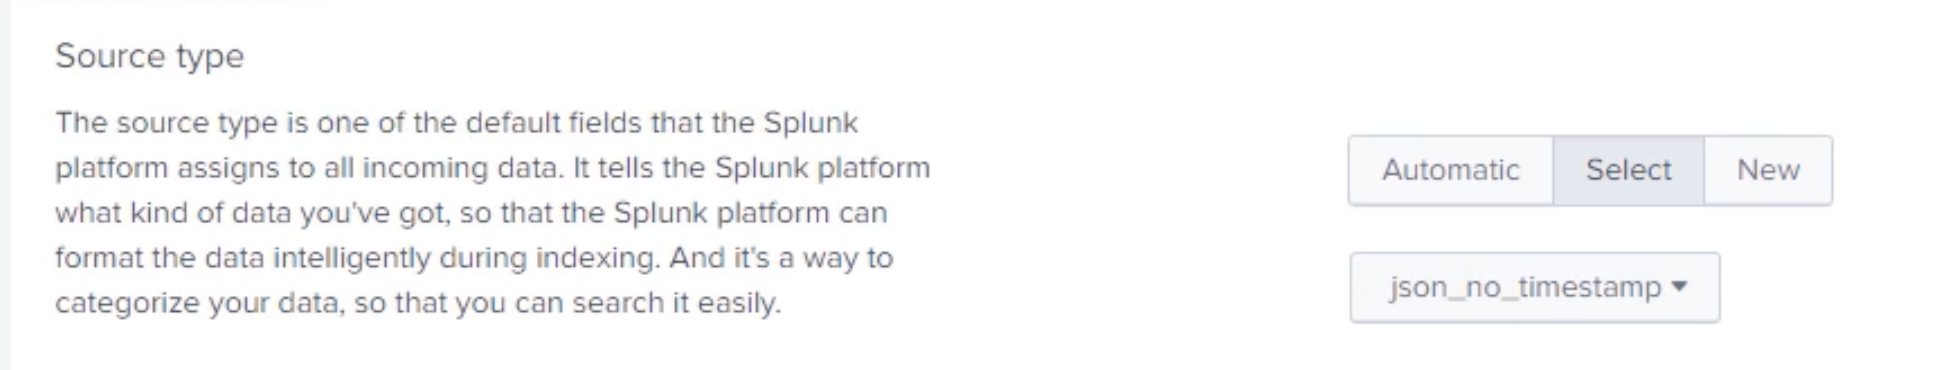 Source type
The source type is one of the default fields that the Splunk
platform assigns to all incoming data. It tells the Splunk platform
what kind of data you've got, so that the Splunk platform can
format the data intelligently during indexing. And it's a way to
categorize your data, so that you can search it easily.
Automatic Select New
json_no_timestamp